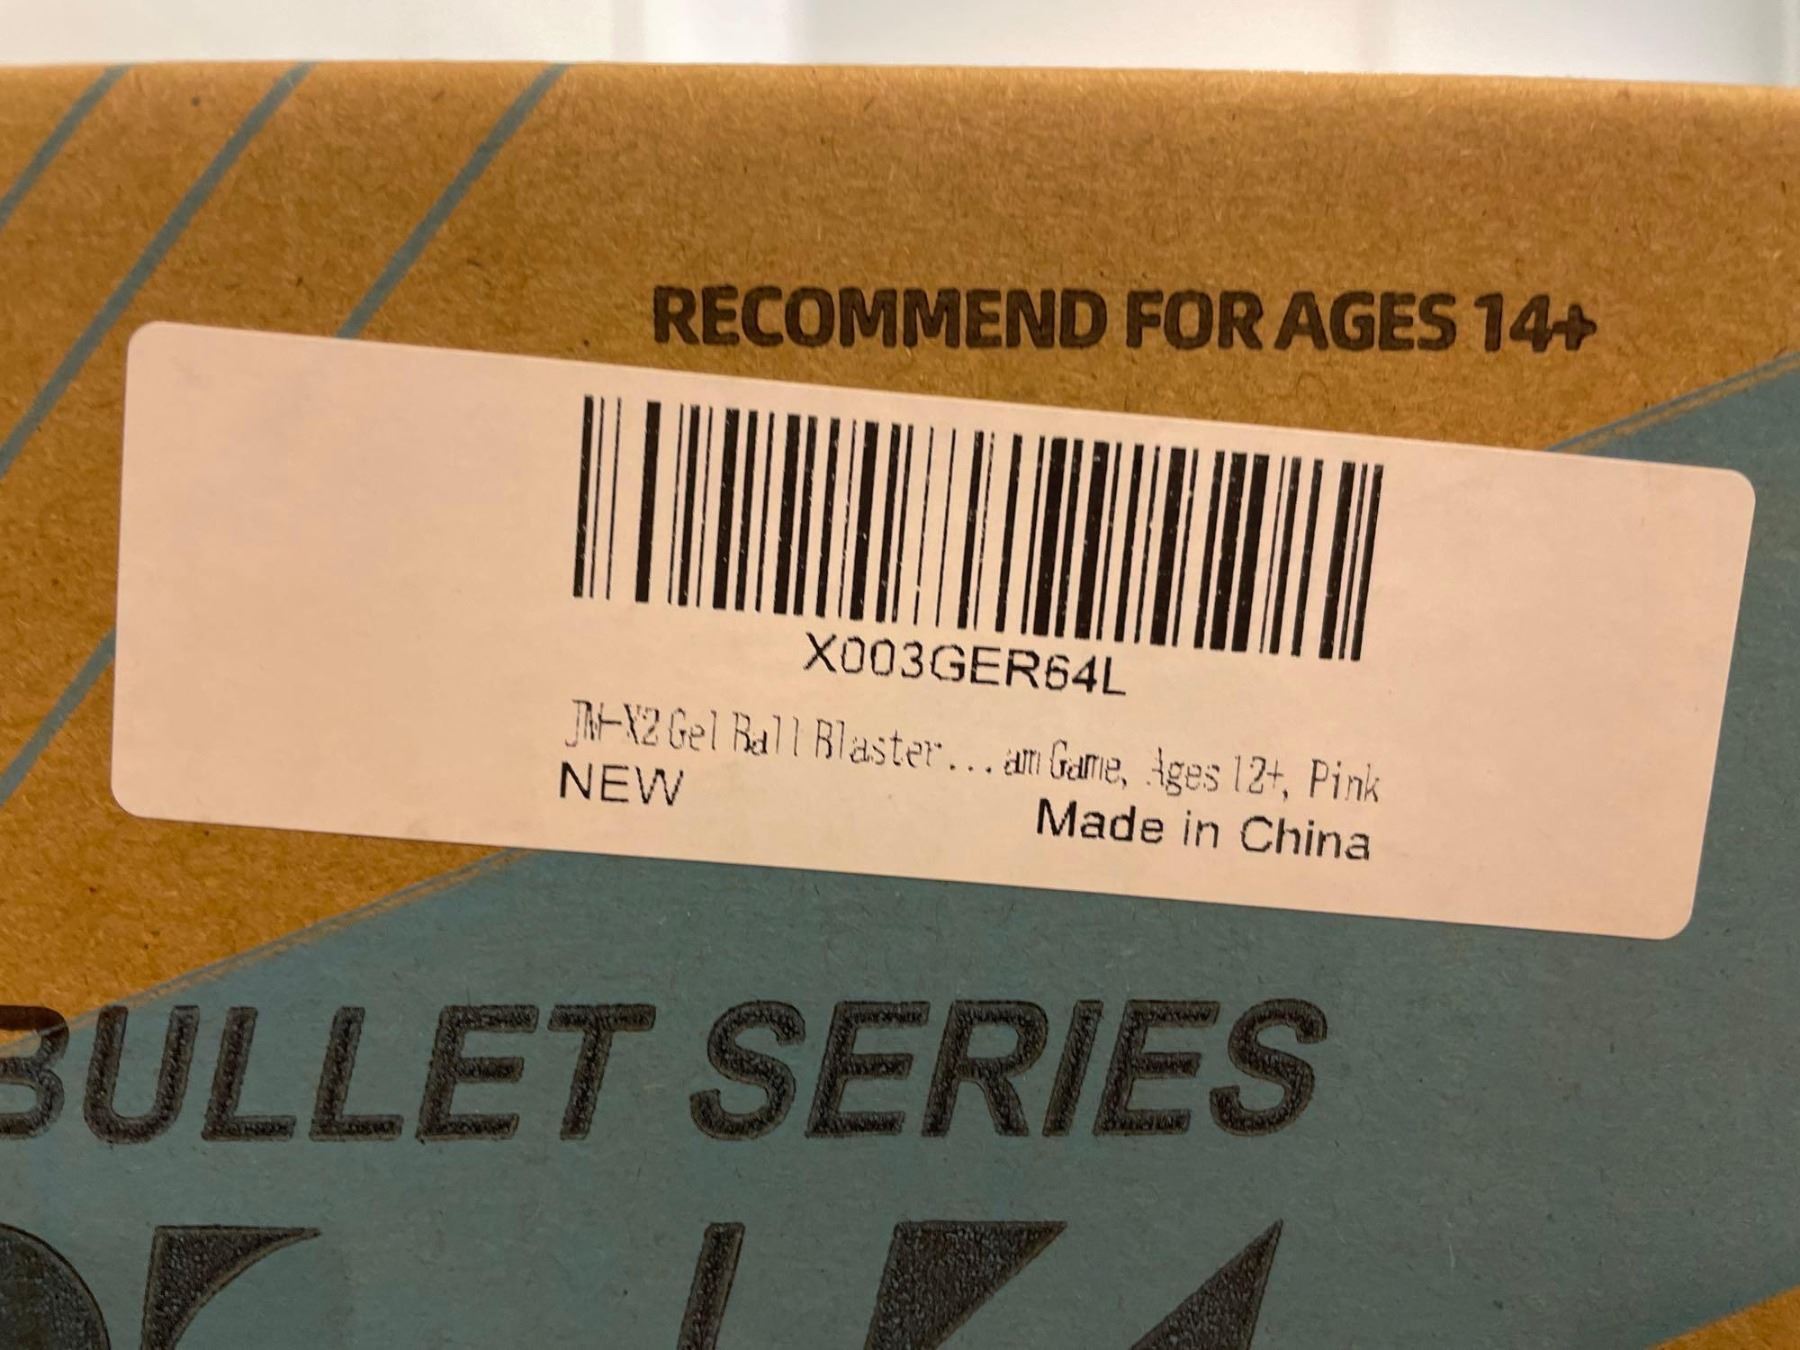 RECOMMEND FOR AGES 14+
X003GER64L
JM-X2 Gel Ball Blaster...am Game, Ages 12+, Pink
NEW
Made in China
BULLET SERIES